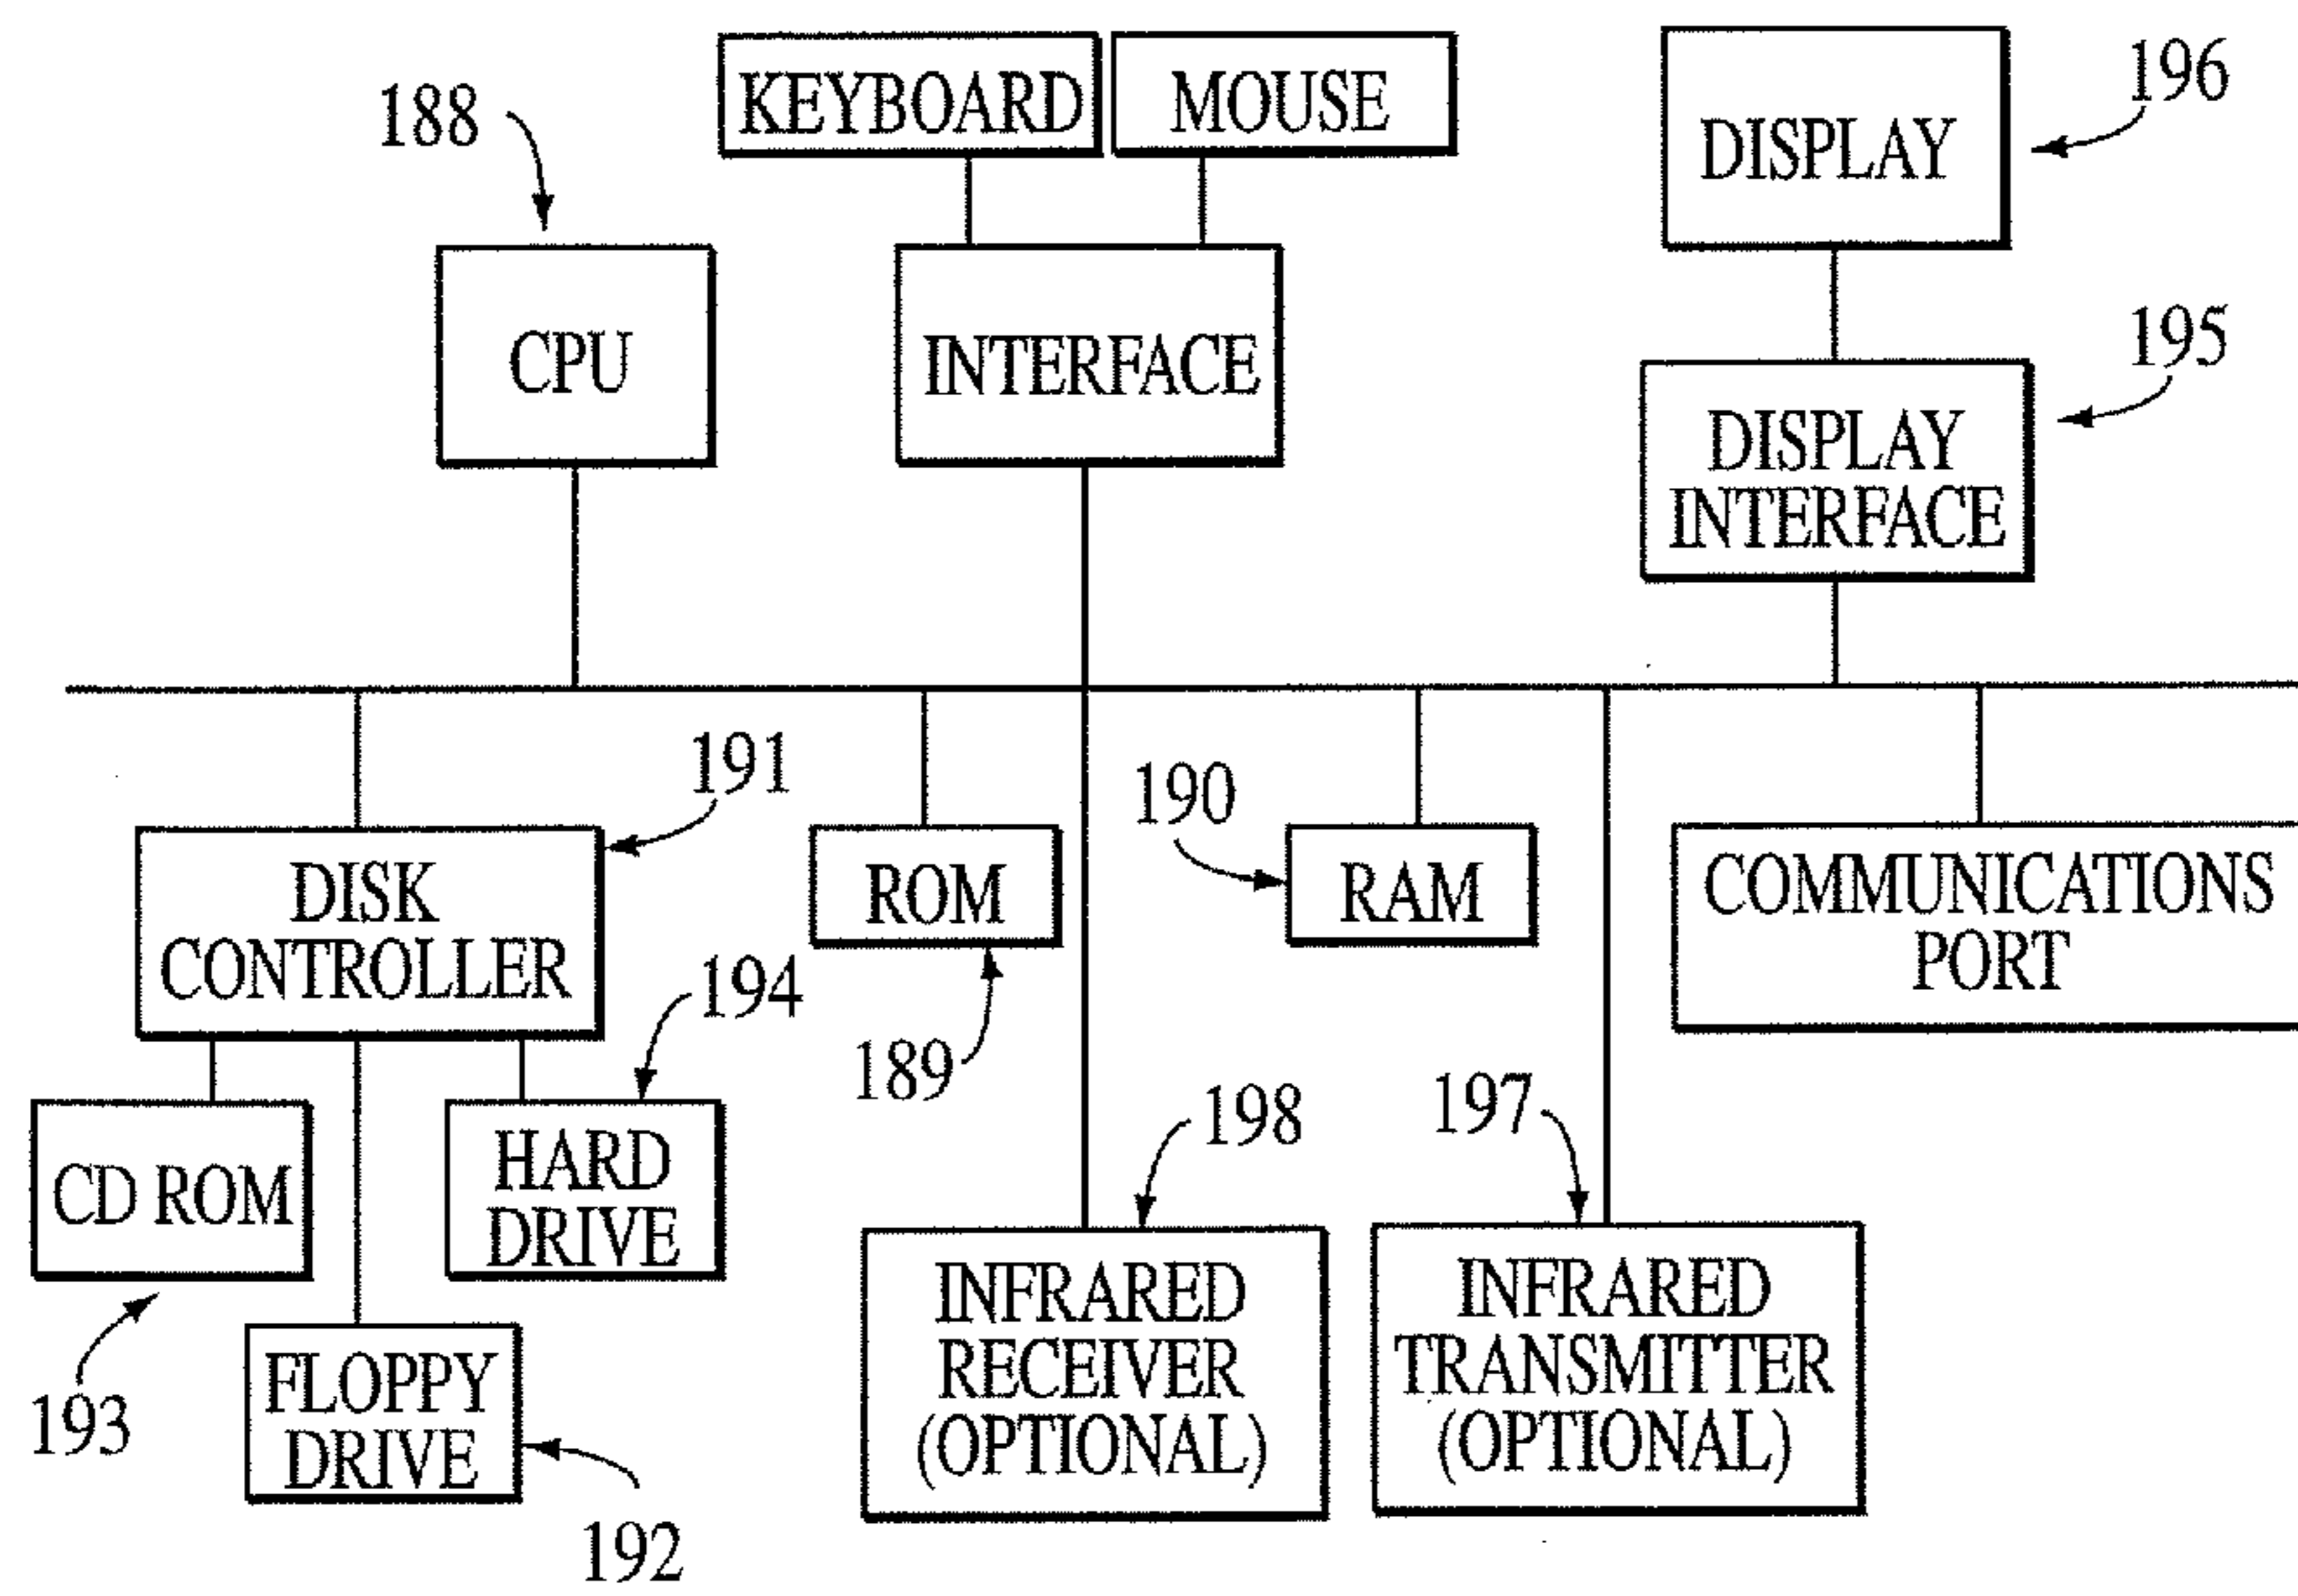 KEYBOARD
MOUSE
196
188
DISPLAY
CPU
INTERFACE
195
DISPLAY
INTERFACE
191
190
DISK
CONTROLLER
ROM
RAM
COMMUNICATIONS
PORT
194
189
198
197
CD ROM
HARD
DRIVE
INFRARED
RECEIVER
(OPTIONAL)
INFRARED
TRANSMITTER
(OPTIONAL)
193
FLOPPY
DRIVE
192